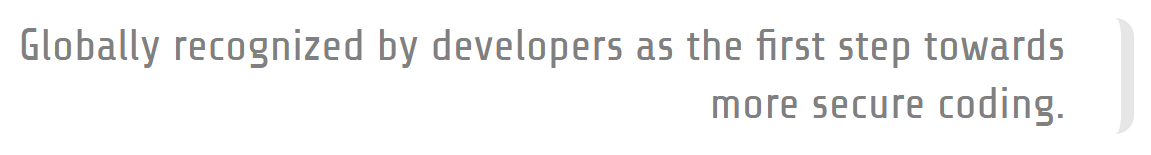 Globally recognized by developers as the first step towards
more secure coding.